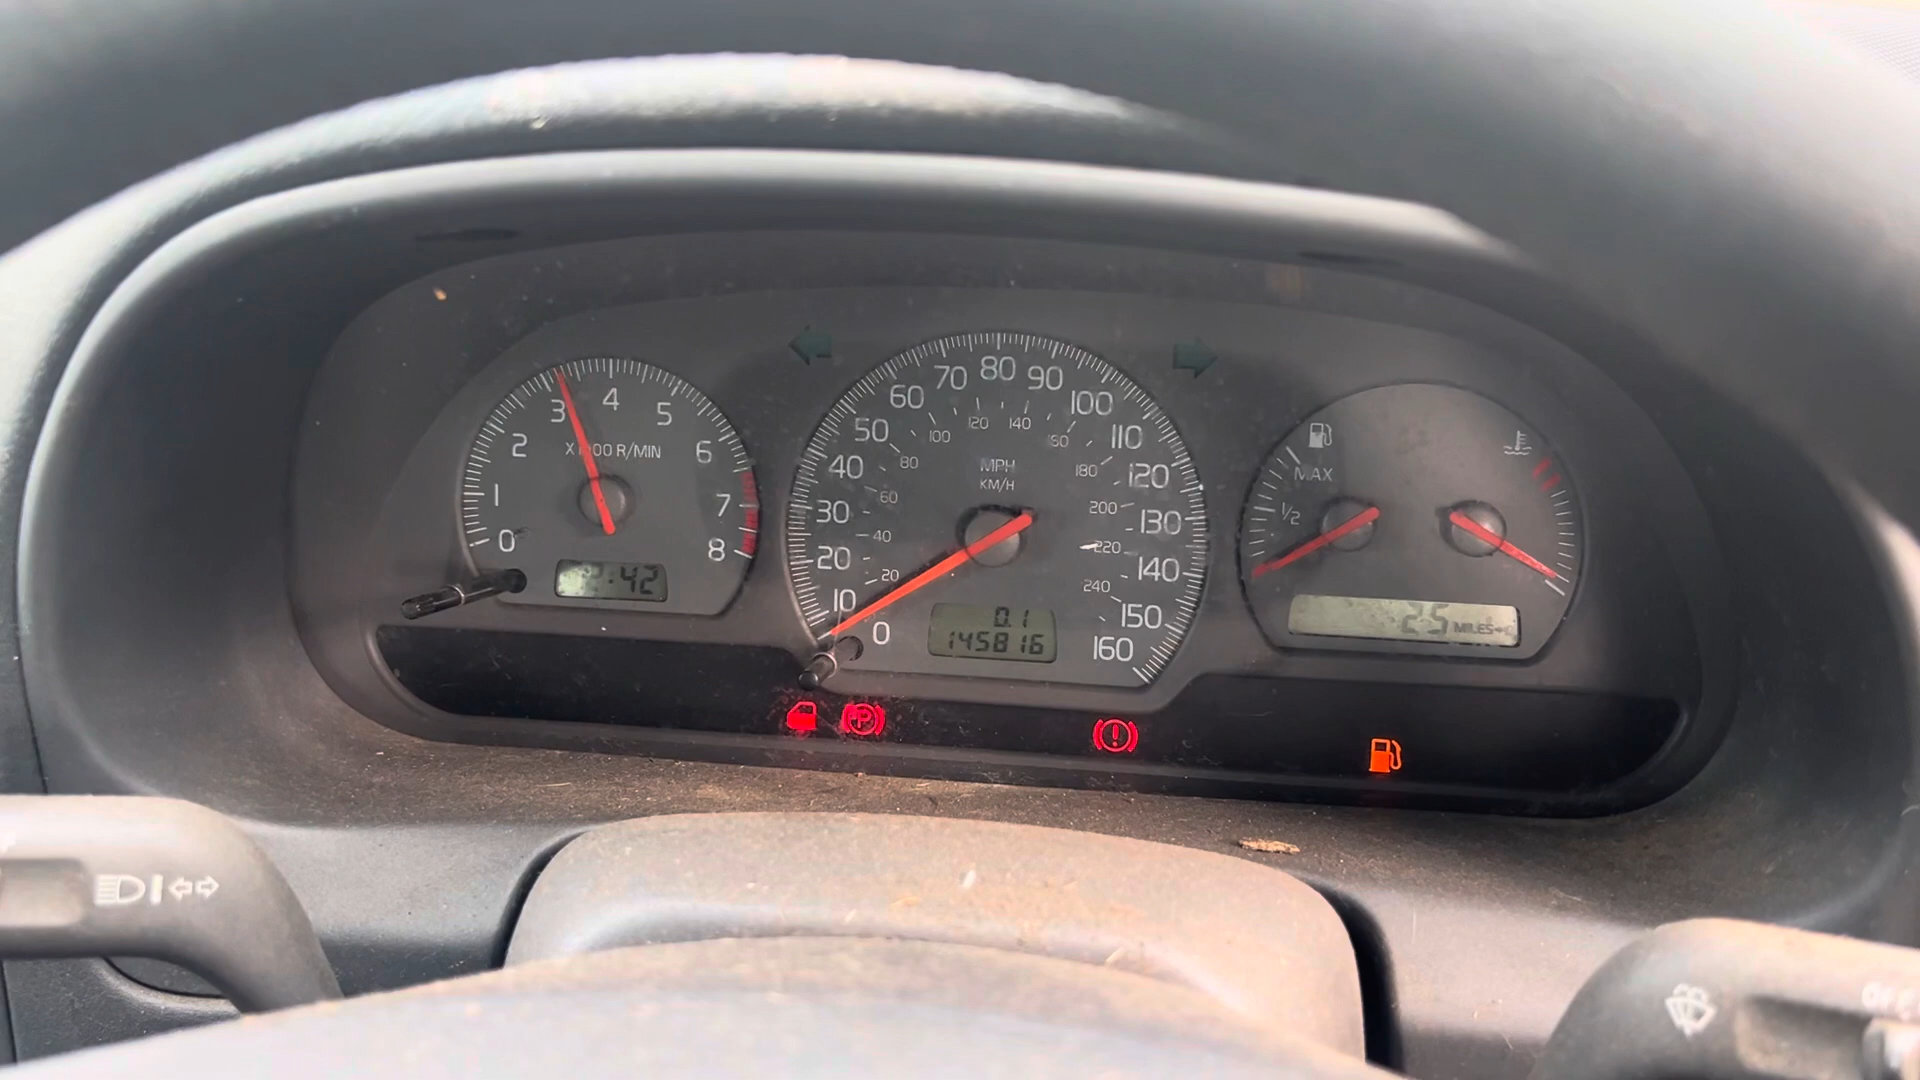 0 1 2 3 4 5 6 7 8
R/MIN
:42
0 10 20 30 40 50 60 70 80 90 100 110 120 130 140 150 160
20 40 60 80 100 120 140 160 180 200 220 240
MPH
KM/H
0.1
145816
MAX
1/2
25 MILES
P
!